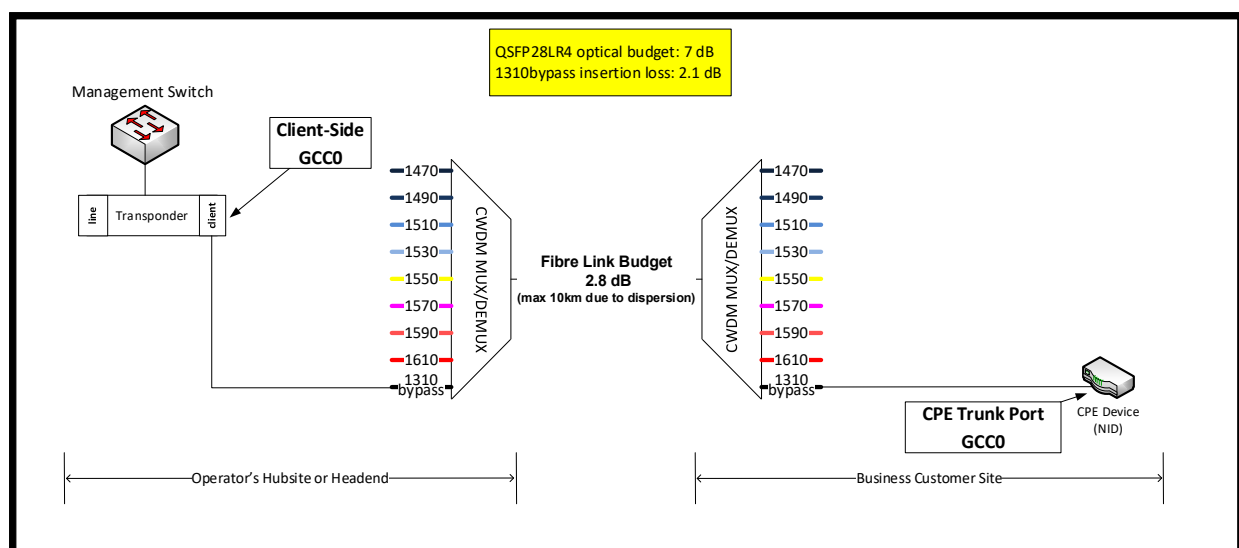 QSFP28LR4 optical budget: 7 dB
1310bypass insertion loss: 2.1 dB
Management Switch
Client-Side
GCC0
line
Transponder
client
1470
1490
1510
1530
1550
1570
1590
1610
1310
bypass
CWDM MUX/DEMUX
Fibre Link Budget
2.8 dB
(max 10km due to dispersion)
CWDM MUX/DEMUX
1470
1490
1510
1530
1550
1570
1590
1610
1310
bypass
CPE Trunk Port
GCC0
CPE Device
(NID)
Operator's Hubsite or Headend
Business Customer Site